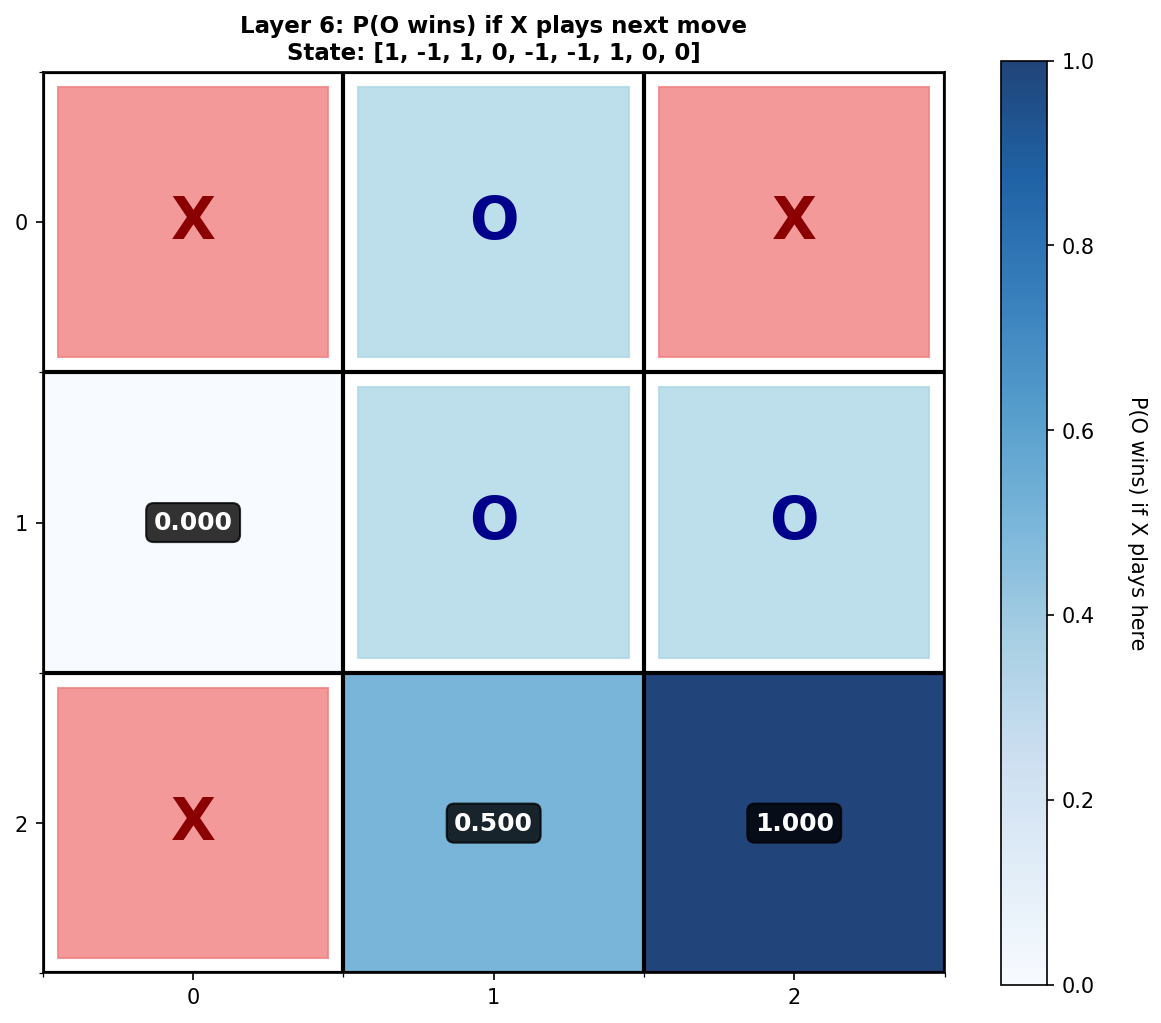 Layer 6: P(O wins) if X plays next move
State: [1, -1, 1, 0, -1, -1, 1, 0, 0]
X
O
X
0.000
O
O
X
0.500
1.000
0
1
2
0
1
2
1.0
0.8
0.6
0.4
0.2
0.0
P(O wins) if X plays here